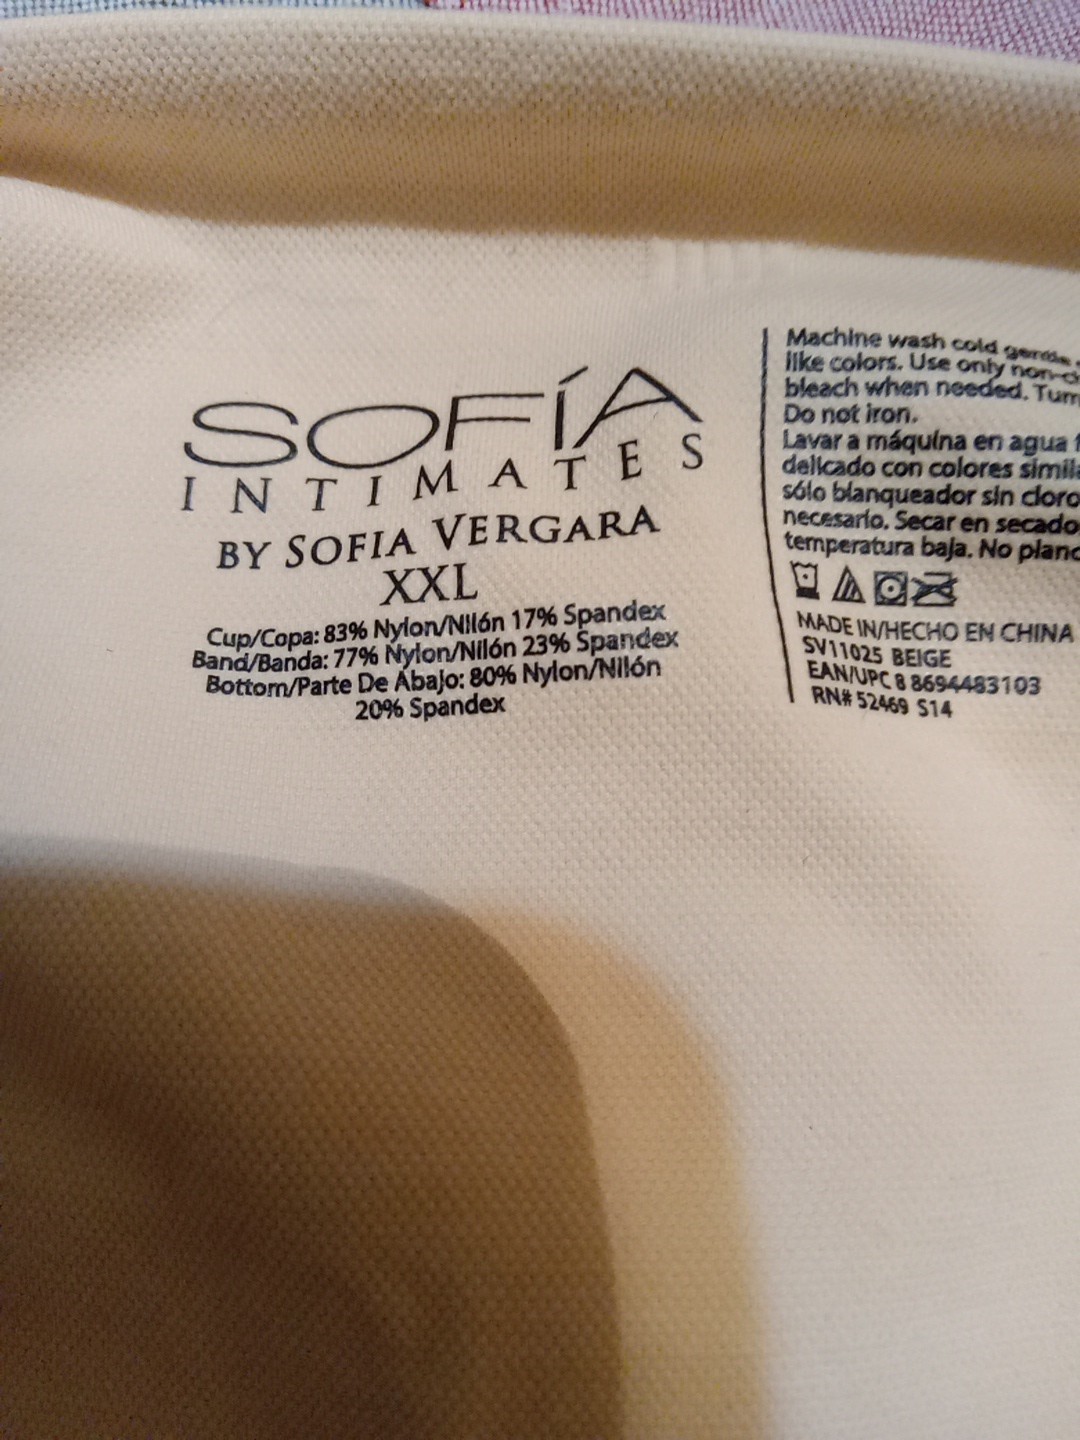 SOFÍA
INTIMATES
BY SOFIA VERGARA
XXL
Cup/Copa: 83% Nylon/Nilón 17% Spandex
Band/Banda: 77% Nylon/Nilón 23% Spandex
Bottom/Parte De Abajo: 80% Nylon/Nilón
20% Spandex
Machine wash cold gentle
like colors. Use only
bleach when needed.
Do not iron.
Lavar a máquina en agua
delicado con colores
sólo blanqueador sin cloro
necesario. Secar en
temperatura baja. No
MADE IN/HECHO EN CHINA
SV11025 BEIGE
EAN/UPC 8 8694483103
RN# 52469 S14